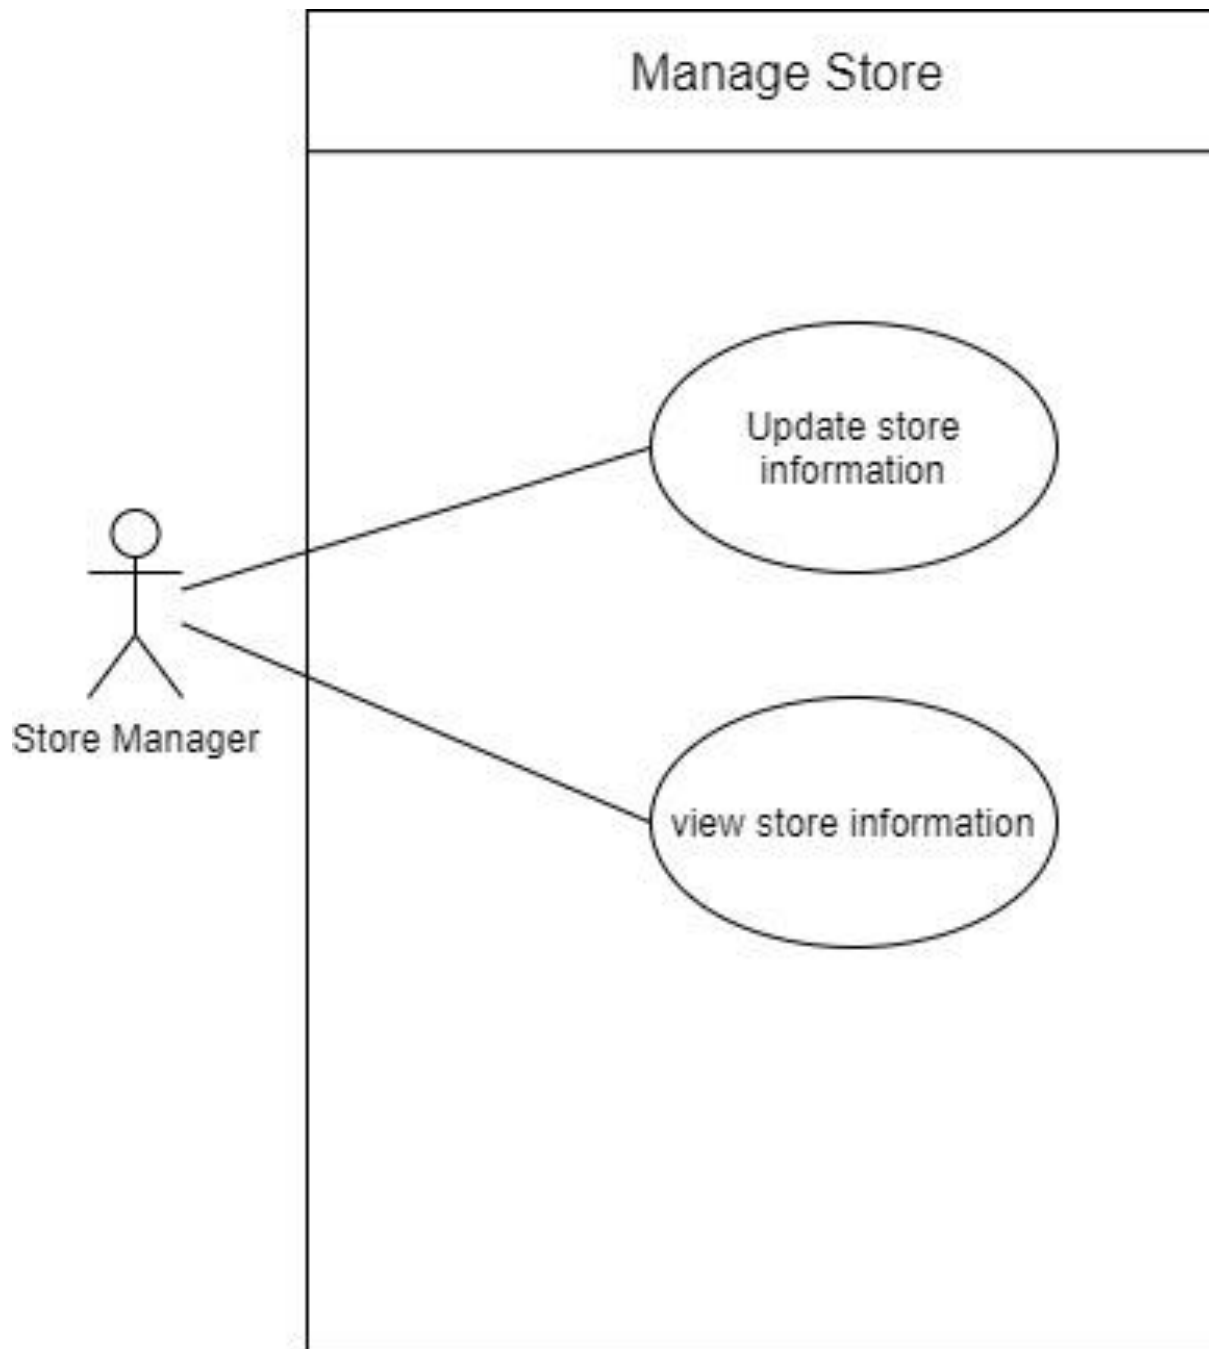 Manage Store
Update store
information
Store Manager
view store information